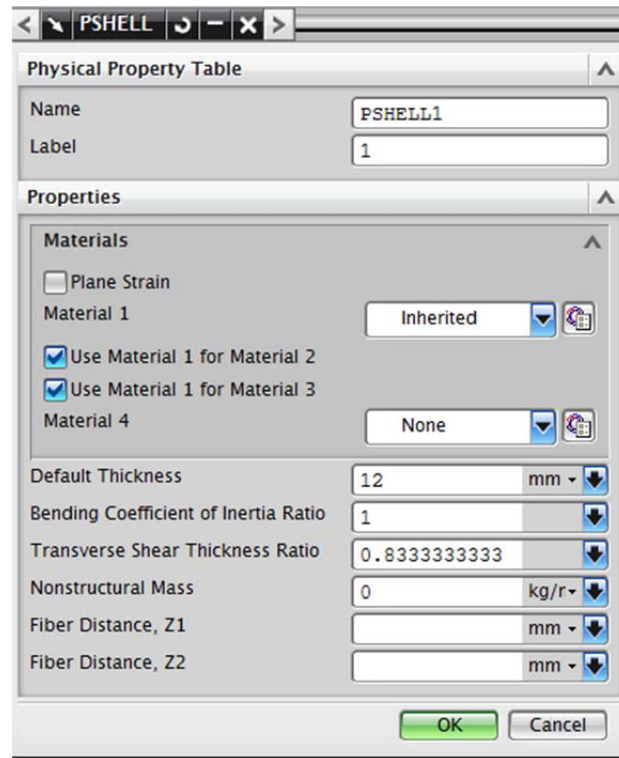 PSHELL
Physical Property Table
Name PSHELL1
Label 1
Properties
Materials
Plane Strain
Material 1 Inherited
Use Material 1 for Material 2
Use Material 1 for Material 3
Material 4 None
Default Thickness 12 mm
Bending Coefficient of Inertia Ratio 1
Transverse Shear Thickness Ratio 0.8333333333
Nonstructural Mass 0 kg/r
Fiber Distance, Z1 mm
Fiber Distance, Z2 mm
OK Cancel